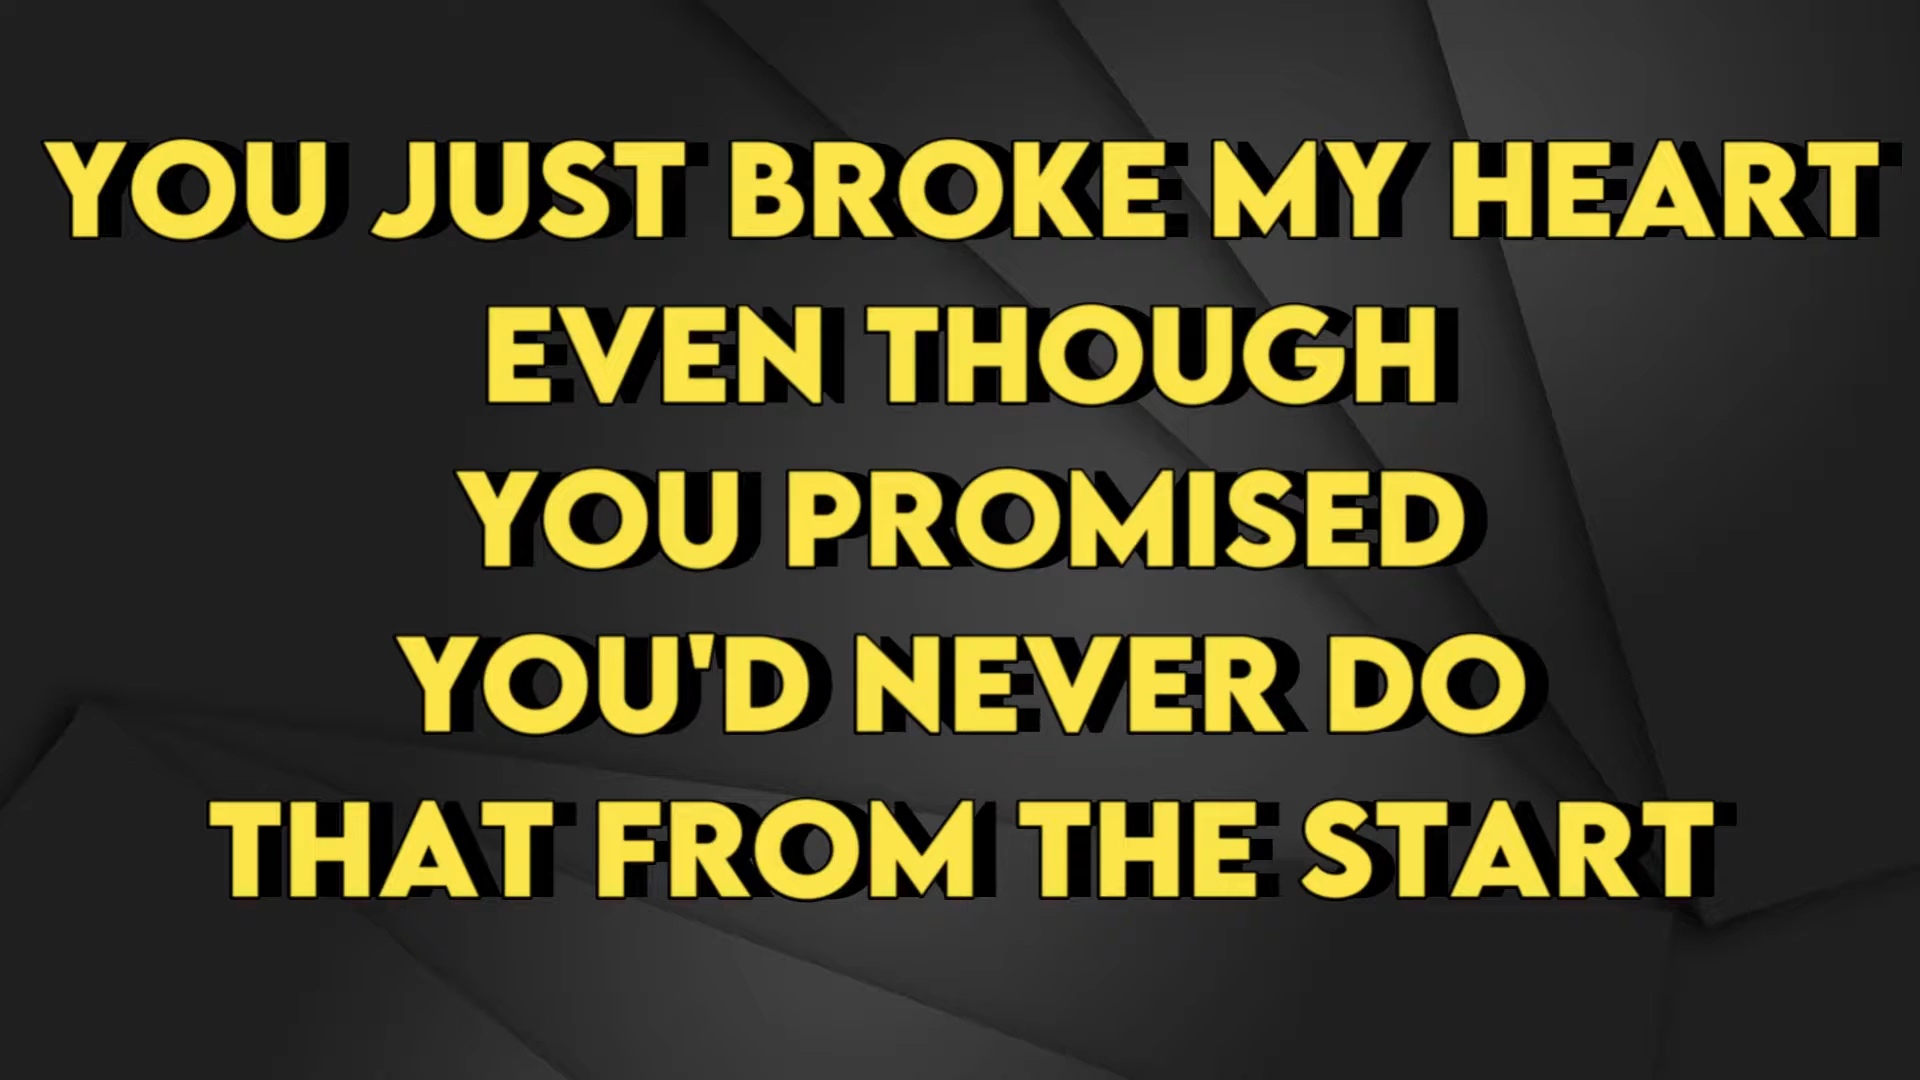 YOU JUST BROKE MY HEART
EVEN THOUGH
YOU PROMISED
YOU'D NEVER DO
THAT FROM THE START